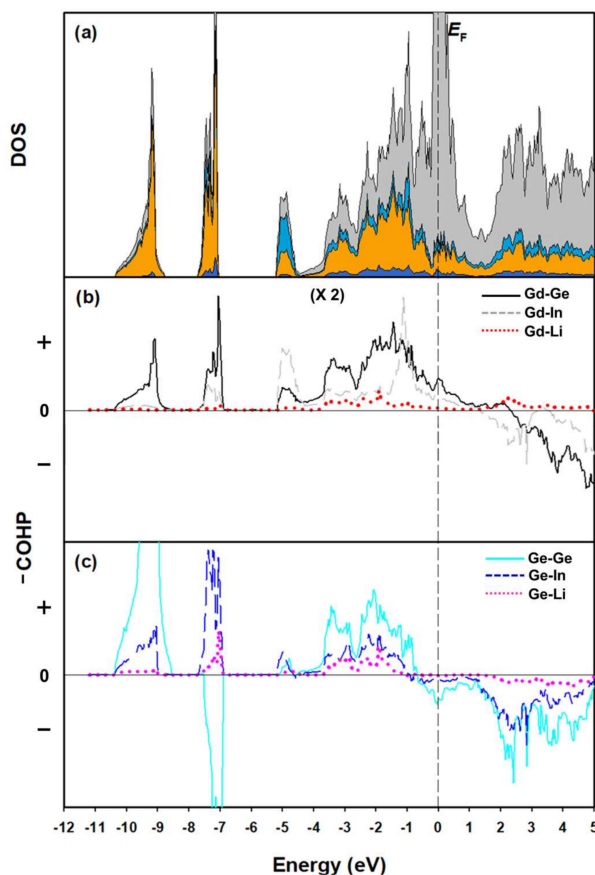 (a)
E_F
DOS
(b)
(X 2)
Gd-Ge
Gd-In
Gd-Li
+
0
−
−COHP
(c)
Ge-Ge
Ge-In
Ge-Li
+
0
−
-12 -11 -10 -9 -8 -7 -6 -5 -4 -3 -2 -1 0 1 2 3 4 5
Energy (eV)